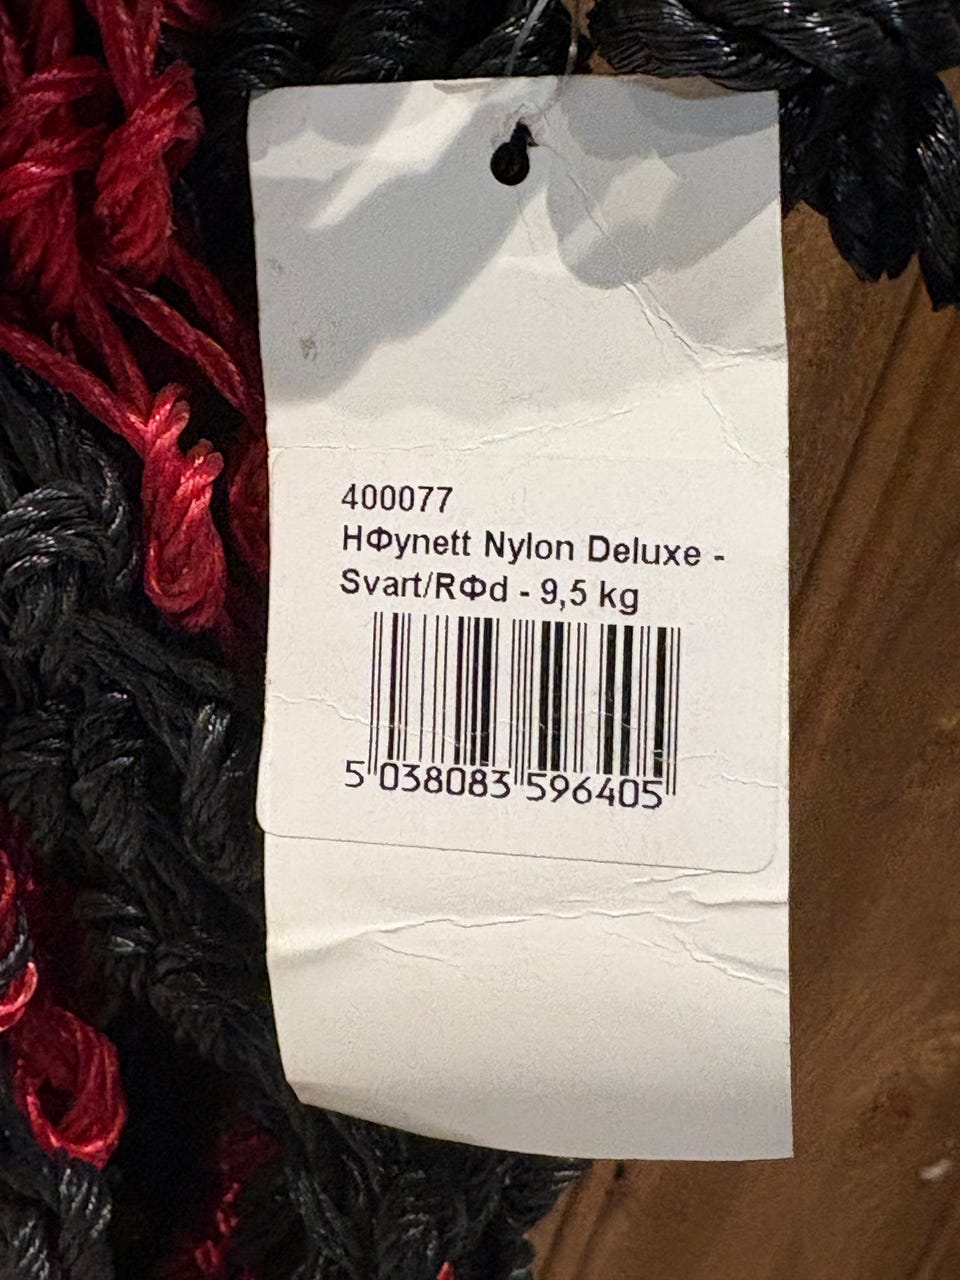 400077
HΦynett Nylon Deluxe -
Svart/RΦd - 9,5 kg
5 038083 596405